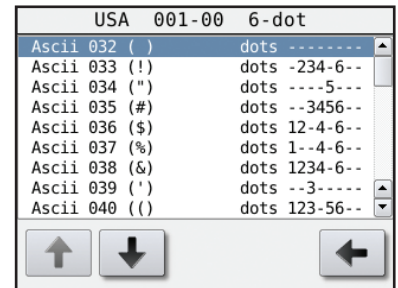 USA 001-00 6-dot
Ascii 032 ( ) dots --------
Ascii 033 (!) dots -234-6--
Ascii 034 (") dots ----5---
Ascii 035 (#) dots --3456--
Ascii 036 ($) dots 12-4-6--
Ascii 037 (%) dots 1--4-6--
Ascii 038 (&) dots 1234-6--
Ascii 039 (') dots --3-----
Ascii 040 (() dots 123-56--